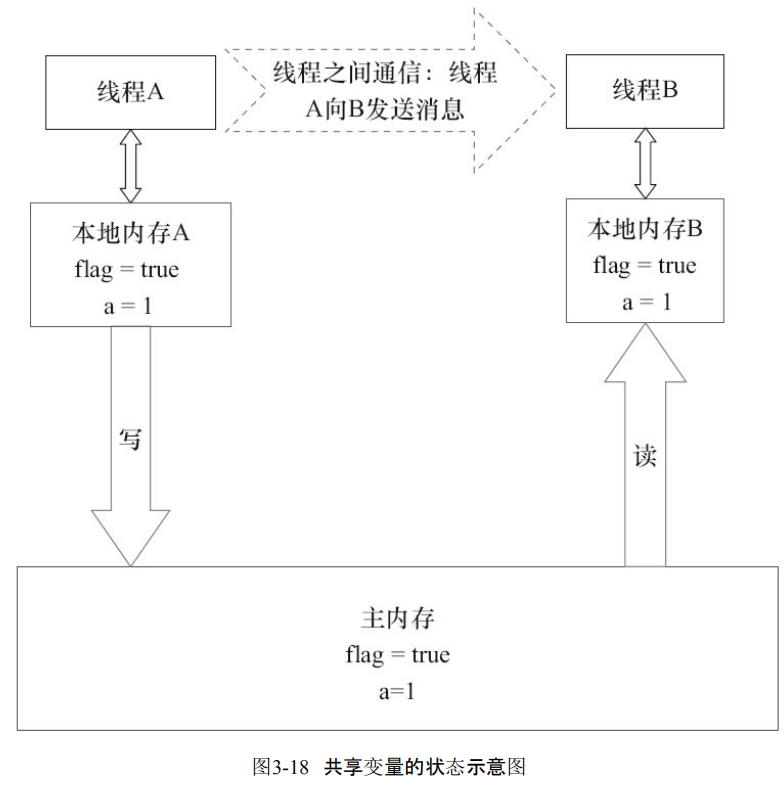 线程A
线程之间通信：线程
A向B发送消息
线程B
本地内存A
flag = true
a = 1
本地内存B
flag = true
a = 1
写
读
主内存
flag = true
a=1
图3-18 共享变量的状态示意图